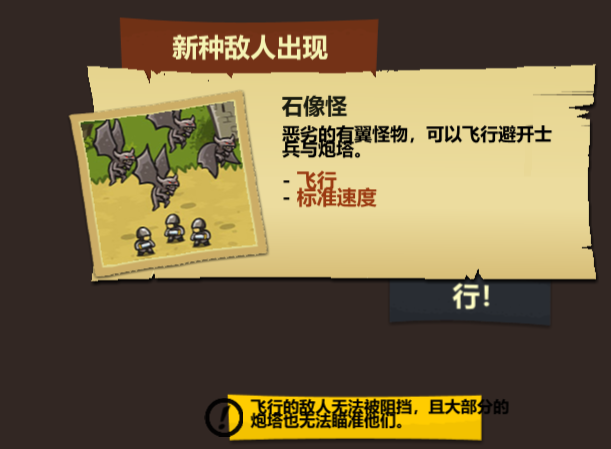 新种敌人出现
石像怪
恶劣的有翼怪物，可以飞行避开士
兵与炮塔。
- 飞行
- 标准速度
行！
飞行的敌人无法被阻挡，且大部分的
炮塔也无法瞄准他们。